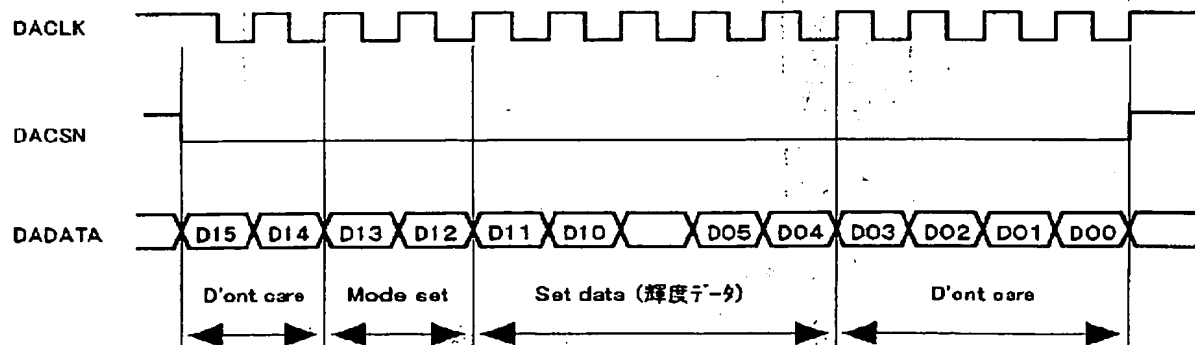 DACLK
DACSN
DADATA D15 D14 D13 D12 D11 D10 D05 D04 D03 D02 D01 D00
D'ont care Mode set Set data (輝度データ) D'ont care